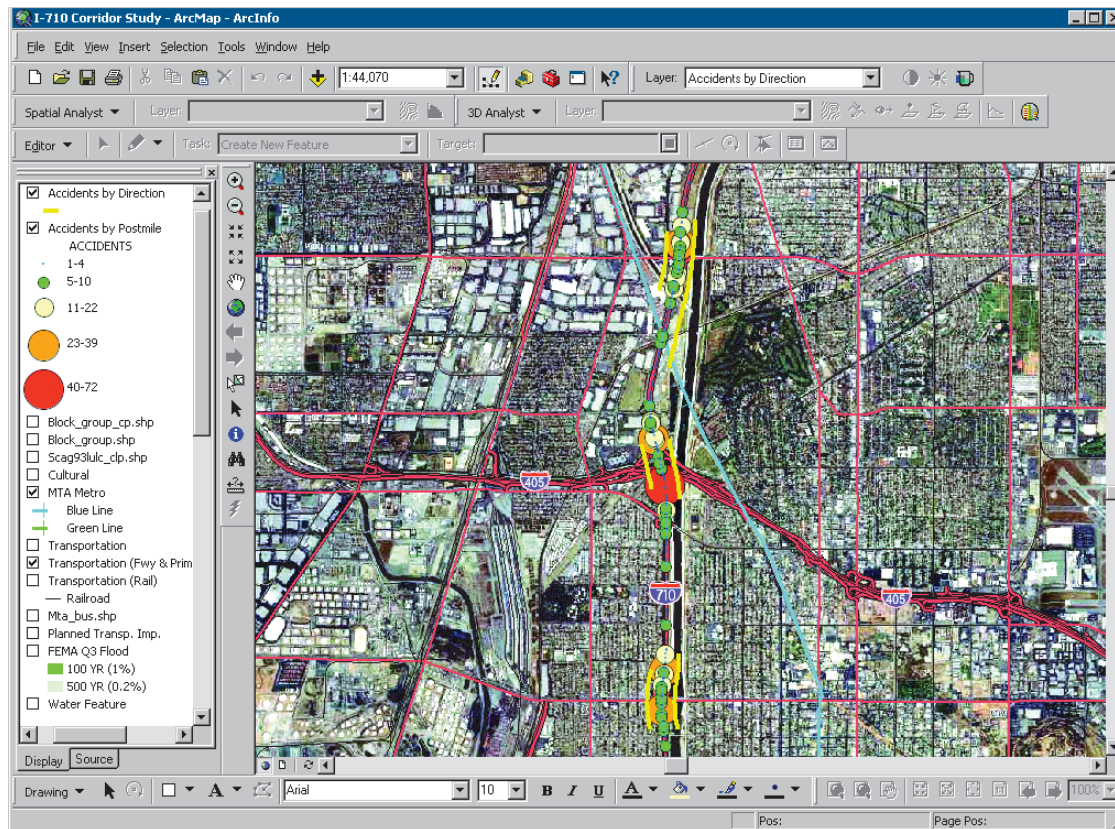 I-710 Corridor Study - ArcMap - ArcInfo
File Edit View Insert Selection Tools Window Help
1:44,070 Layer: Accidents by Direction
Spatial Analyst Layer: 3D Analyst Layer:
Editor Task: Create New Feature Target:
Accidents by Direction
Accidents by Postmile
ACCIDENTS
1-4
5-10
11-22
23-39
40-72
Block_group_cp.shp
Block_group.shp
Scag93lulc_clp.shp
Cultural
MTA Metro
Blue Line
Green Line
Transportation
Transportation (Fwy & Prim
Transportation (Rail)
Railroad
Mta_bus.shp
Planned Transp. Imp.
FEMA Q3 Flood
100 YR (1%)
500 YR (0.2%)
Water Feature
Display Source
405
710
405
Drawing A Arial 10 B I U A 100%
Pos: Page Pos: